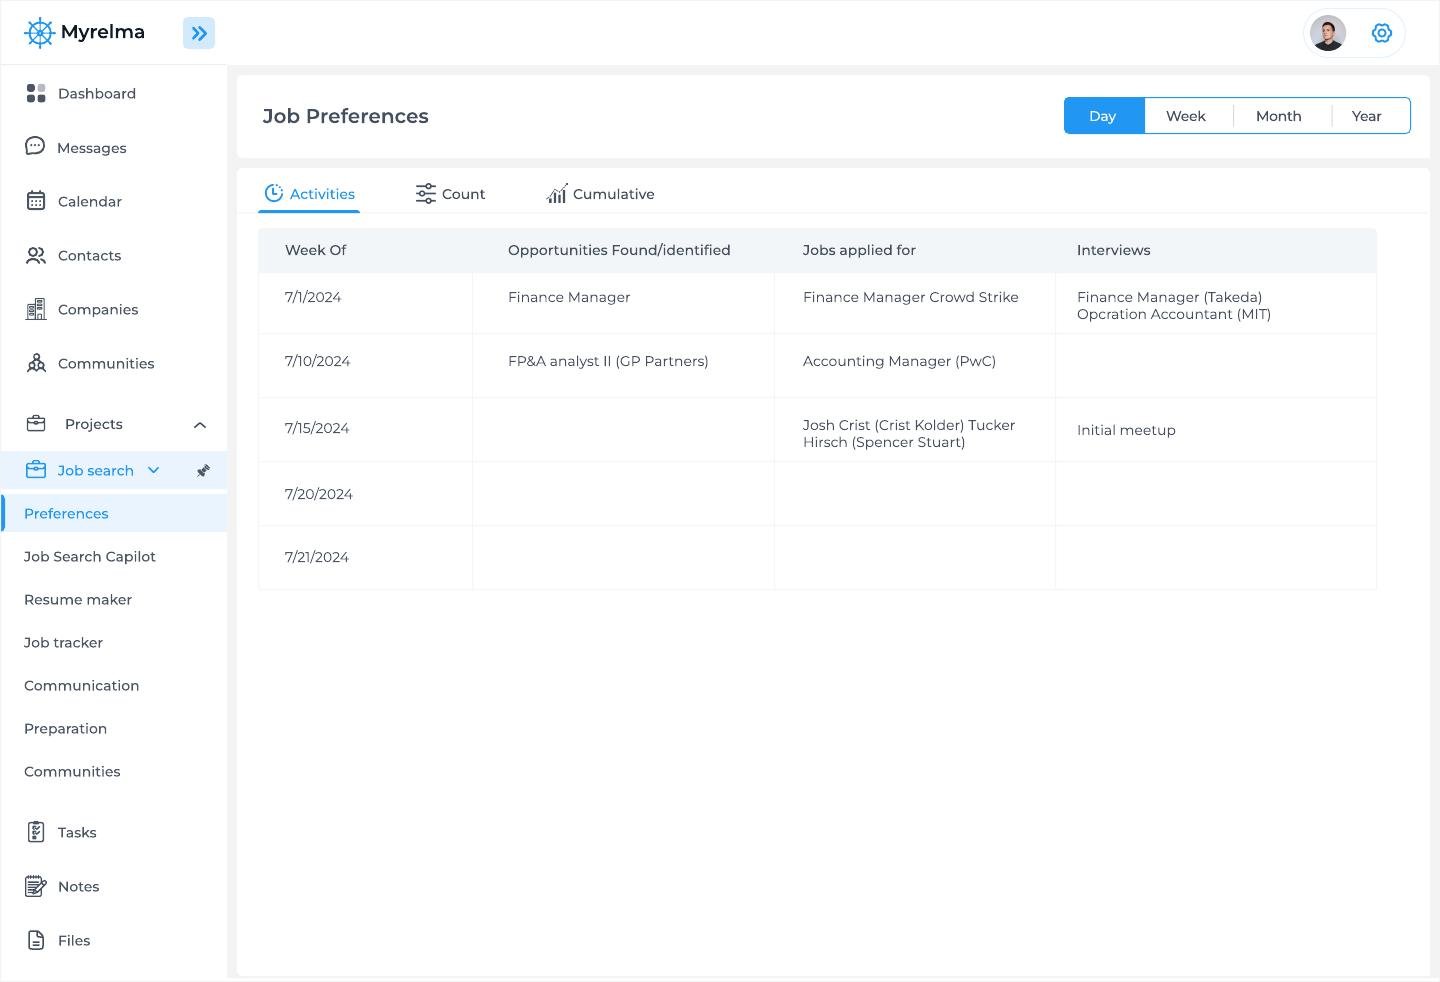 Myrelma
Dashboard
Messages
Calendar
Contacts
Companies
Communities
Projects
Job search
Preferences
Job Search Capilot
Resume maker
Job tracker
Communication
Preparation
Communities
Tasks
Notes
Files
Job Preferences
Day Week Month Year
Activities Count Cumulative
Week Of Opportunities Found/identified Jobs applied for Interviews
7/1/2024 Finance Manager Finance Manager Crowd Strike Finance Manager (Takeda)
Opcration Accountant (MIT)
7/10/2024 FP&A analyst II (GP Partners) Accounting Manager (PwC)
7/15/2024 Josh Crist (Crist Kolder) Tucker
Hirsch (Spencer Stuart) Initial meetup
7/20/2024
7/21/2024